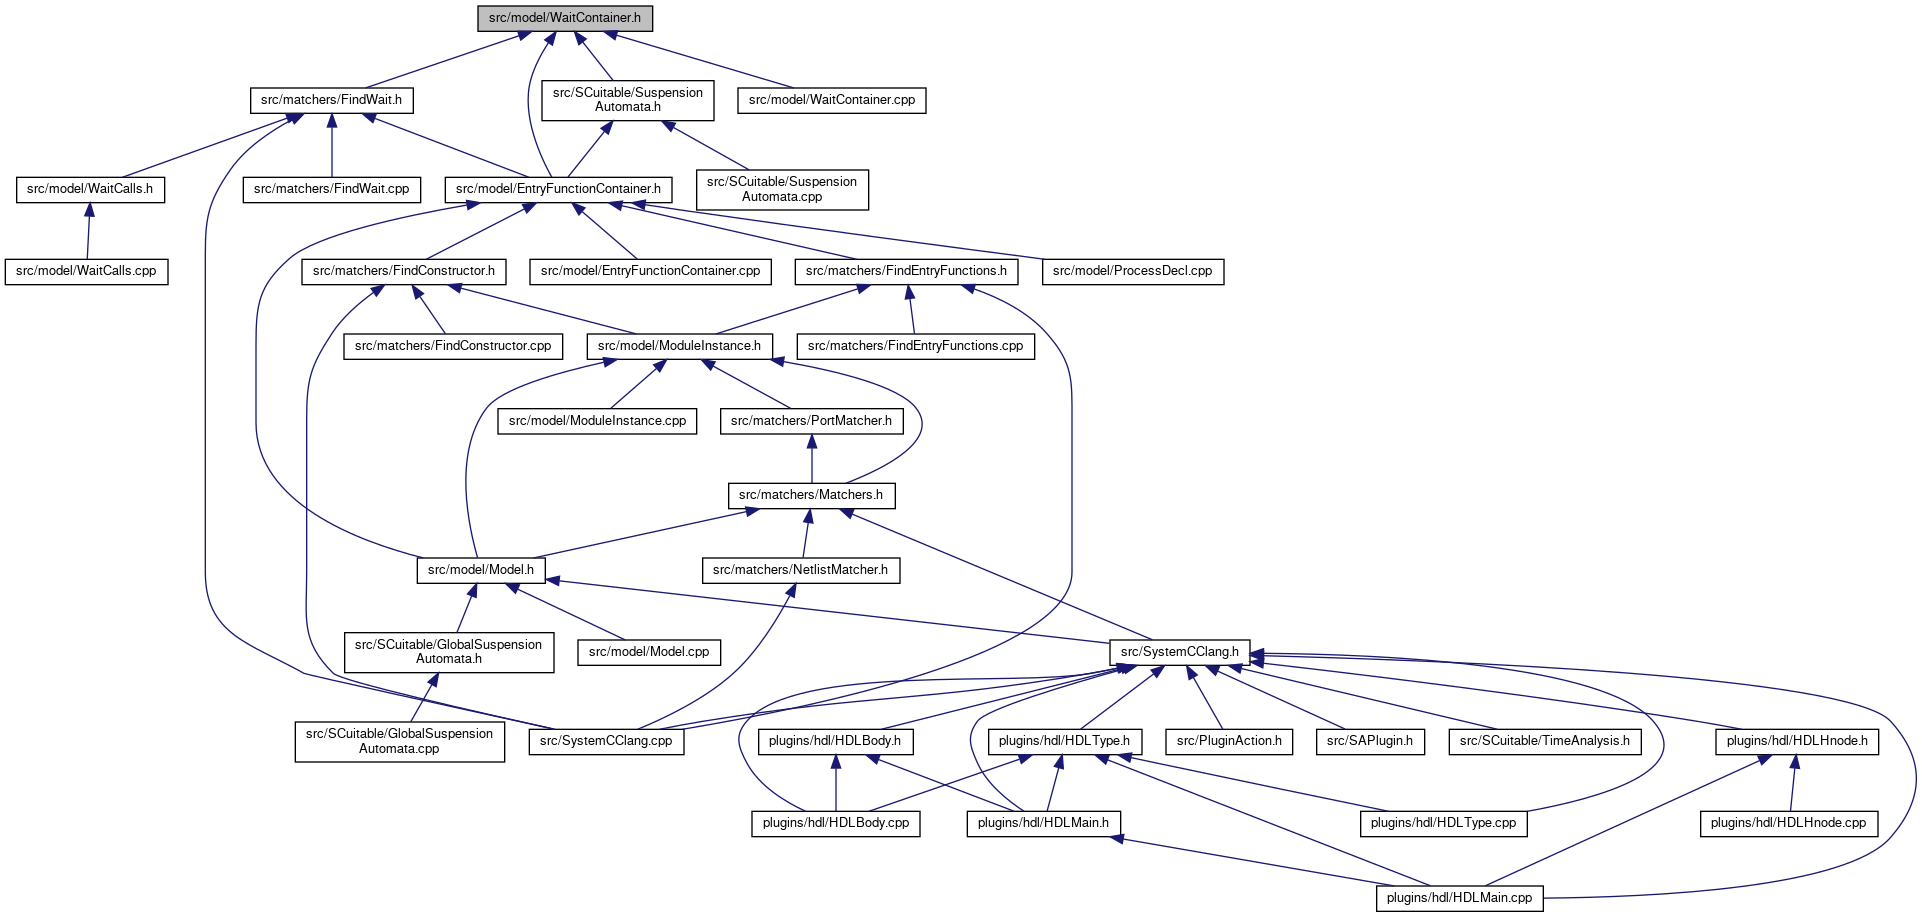 src/model/WaitContainer.h
src/matchers/FindWait.h
src/SCuitable/Suspension
Automata.h
src/model/WaitContainer.cpp
src/model/WaitCalls.h
src/matchers/FindWait.cpp
src/model/EntryFunctionContainer.h
src/SCuitable/Suspension
Automata.cpp
src/model/WaitCalls.cpp
src/matchers/FindConstructor.h
src/model/EntryFunctionContainer.cpp
src/matchers/FindEntryFunctions.h
src/model/ProcessDecl.cpp
src/matchers/FindConstructor.cpp
src/model/ModuleInstance.h
src/matchers/FindEntryFunctions.cpp
src/model/ModuleInstance.cpp
src/matchers/PortMatcher.h
src/matchers/Matchers.h
src/model/Model.h
src/matchers/NetlistMatcher.h
src/SCuitable/GlobalSuspension
Automata.h
src/model/Model.cpp
src/SystemCClang.h
src/SCuitable/GlobalSuspension
Automata.cpp
src/SystemCClang.cpp
plugins/hdl/HDLBody.h
plugins/hdl/HDLType.h
src/PluginAction.h
src/SAPlugin.h
src/SCuitable/TimeAnalysis.h
plugins/hdl/HDLHnode.h
plugins/hdl/HDLBody.cpp
plugins/hdl/HDLMain.h
plugins/hdl/HDLType.cpp
plugins/hdl/HDLHnode.cpp
plugins/hdl/HDLMain.cpp